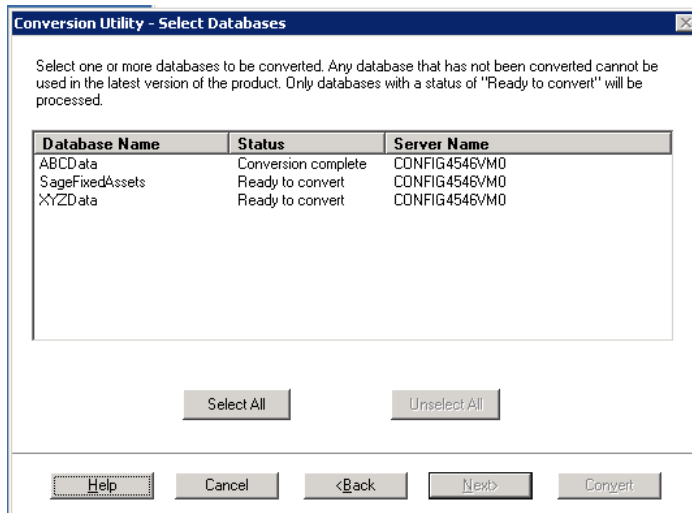 Conversion Utility - Select Databases
Select one or more databases to be converted. Any database that has not been converted cannot be
used in the latest version of the product. Only databases with a status of "Ready to convert" will be
processed.
Database Name Status Server Name
ABCData Conversion complete CONFIG4546VM0
SageFixedAssets Ready to convert CONFIG4546VM0
XYZData Ready to convert CONFIG4546VM0
Select All Unselect All
Help Cancel <Back Next> Convert